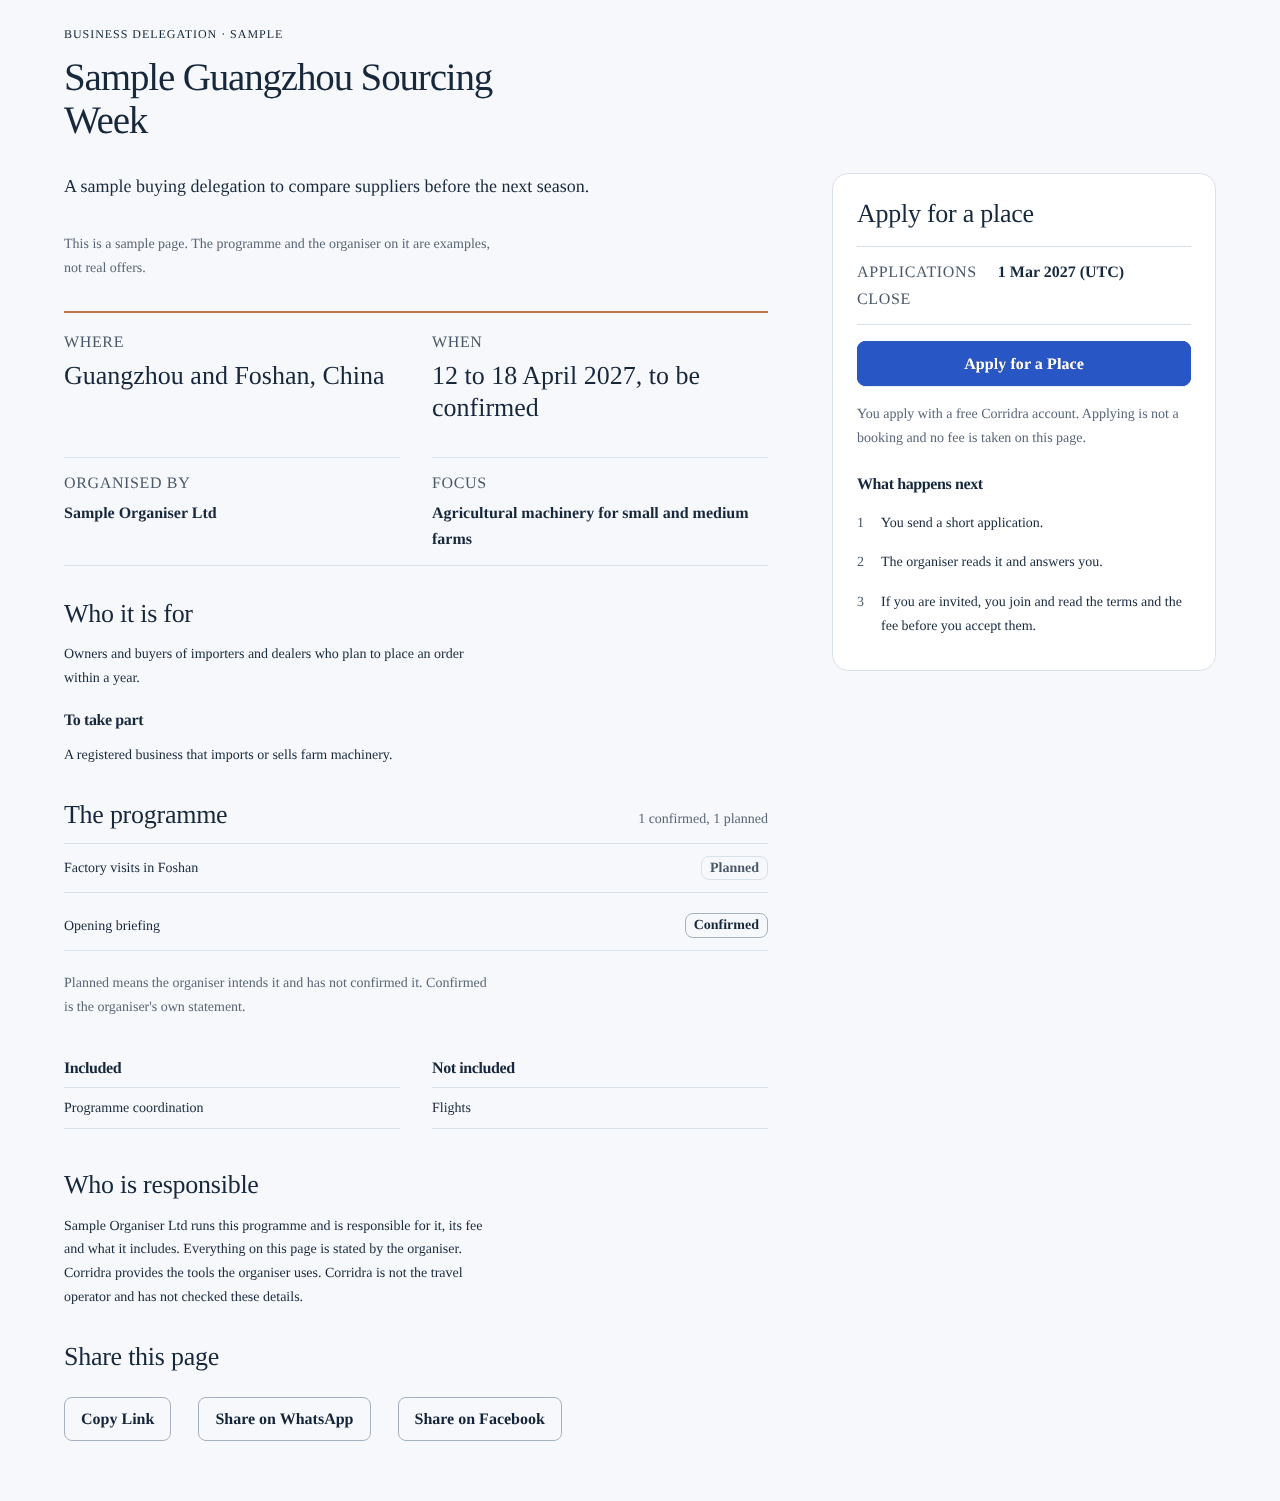 BUSINESS DELEGATION · SAMPLE
Sample Guangzhou Sourcing
Week
A sample buying delegation to compare suppliers before the next season.
This is a sample page. The programme and the organiser on it are examples,
not real offers.
WHERE
Guangzhou and Foshan, China
WHEN
12 to 18 April 2027, to be
confirmed
ORGANISED BY
Sample Organiser Ltd
FOCUS
Agricultural machinery for small and medium
farms
Who it is for
Owners and buyers of importers and dealers who plan to place an order
within a year.
To take part
A registered business that imports or sells farm machinery.
The programme
1 confirmed, 1 planned
Factory visits in Foshan
Planned
Opening briefing
Confirmed
Planned means the organiser intends it and has not confirmed it. Confirmed
is the organiser's own statement.
Included
Programme coordination
Not included
Flights
Who is responsible
Sample Organiser Ltd runs this programme and is responsible for it, its fee
and what it includes. Everything on this page is stated by the organiser.
Corridra provides the tools the organiser uses. Corridra is not the travel
operator and has not checked these details.
Share this page
Copy Link
Share on WhatsApp
Share on Facebook
Apply for a place
APPLICATIONS
CLOSE
1 Mar 2027 (UTC)
Apply for a Place
You apply with a free Corridra account. Applying is not a
booking and no fee is taken on this page.
What happens next
1 You send a short application.
2 The organiser reads it and answers you.
3 If you are invited, you join and read the terms and the
fee before you accept them.